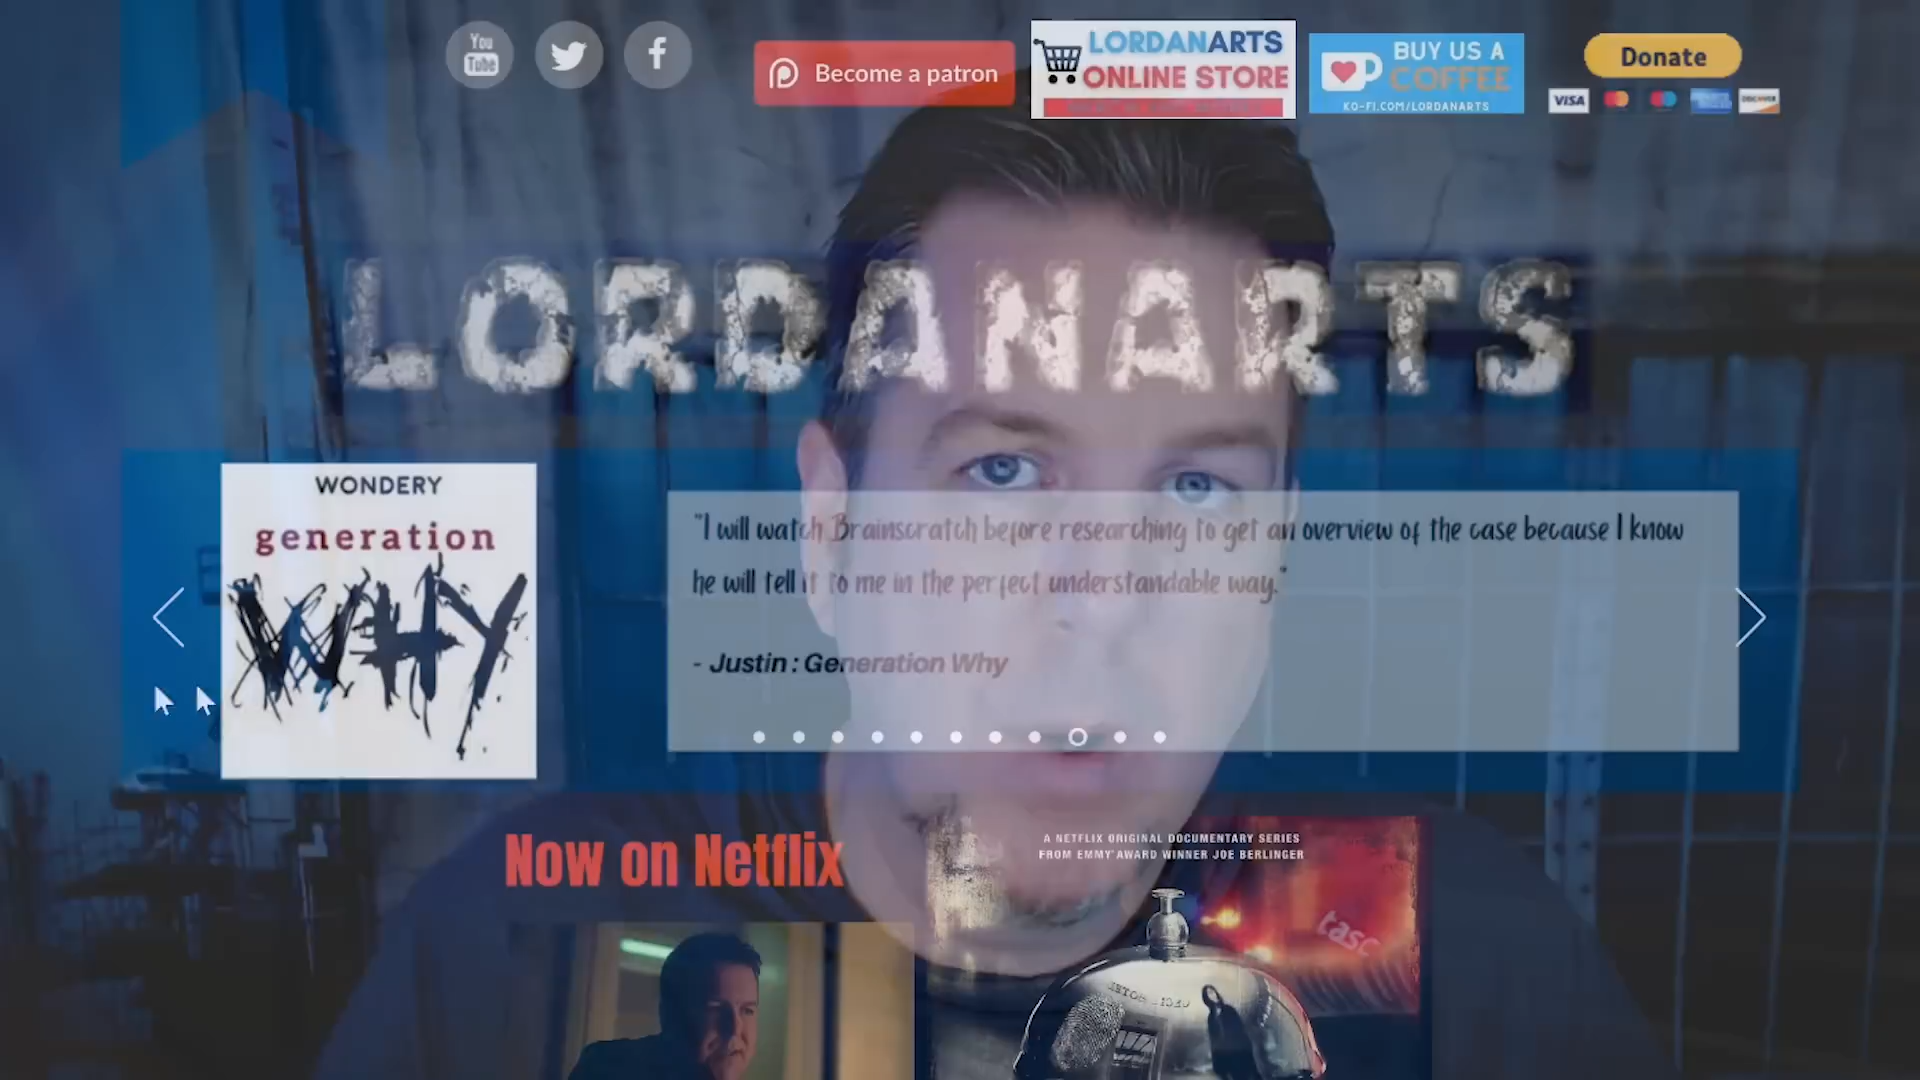 You
Tube
Become a patron
LORDANARTS
ONLINE STORE
BUY US A
COFFEE
KO-FI.COM/LORDANARTS
Donate
VISA
DISCOVER
LORDANARTS
WONDERY
generation
WHY
"I will watch Brainscratch before researching to get an overview of the case because I know
he will tell it to me in the perfect understandable way."
- Justin : Generation Why
Now on Netflix
A NETFLIX ORIGINAL DOCUMENTARY SERIES
FROM EMMY® AWARD WINNER JOE BERLINGER